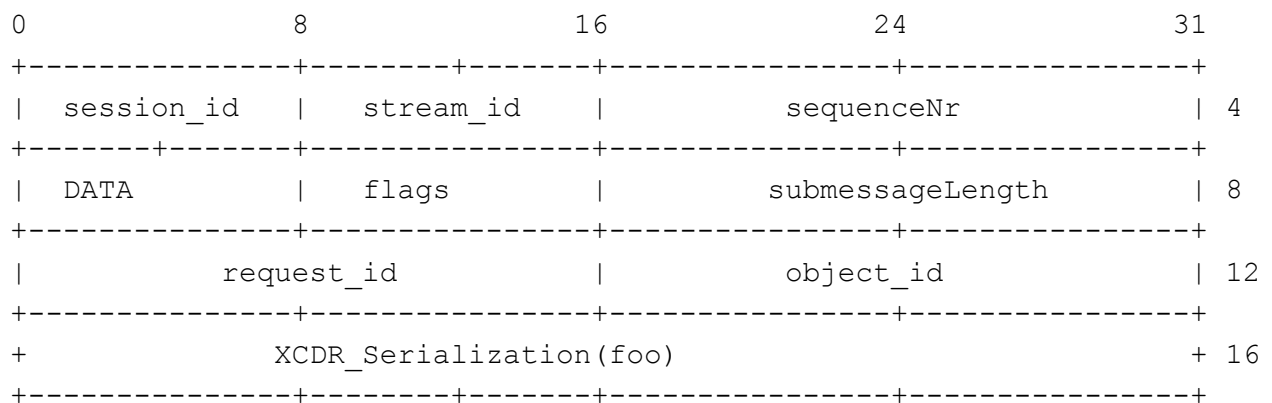 0               8               16              24              31
+---------------+--------+-------+----------------+---------------+
|  session_id   |   stream_id    |          sequenceNr            | 4
+-------+-------+----------------+----------------+---------------+
|  DATA         |   flags        |         submessageLength       | 8
+---------------+----------------+----------------+---------------+
|           request_id           |          object_id             | 12
+---------------+----------------+----------------+---------------+
+              XCDR_Serialization(foo)                            + 16
+---------------+--------+-------+----------------+---------------+